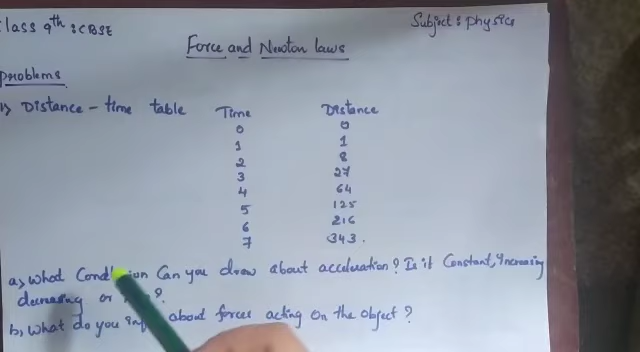 class 9th : CBSE
Subject : physics
Force and Newton laws
Problems
1) Distance - time table Time Distance
0 0
1 1
2 8
3 27
4 64
5 125
6 216
7 343.
a) What Can you draw about acceleration? Is it Constant, increasing
decreasing or ?
b) What do you about forces acting on the object?